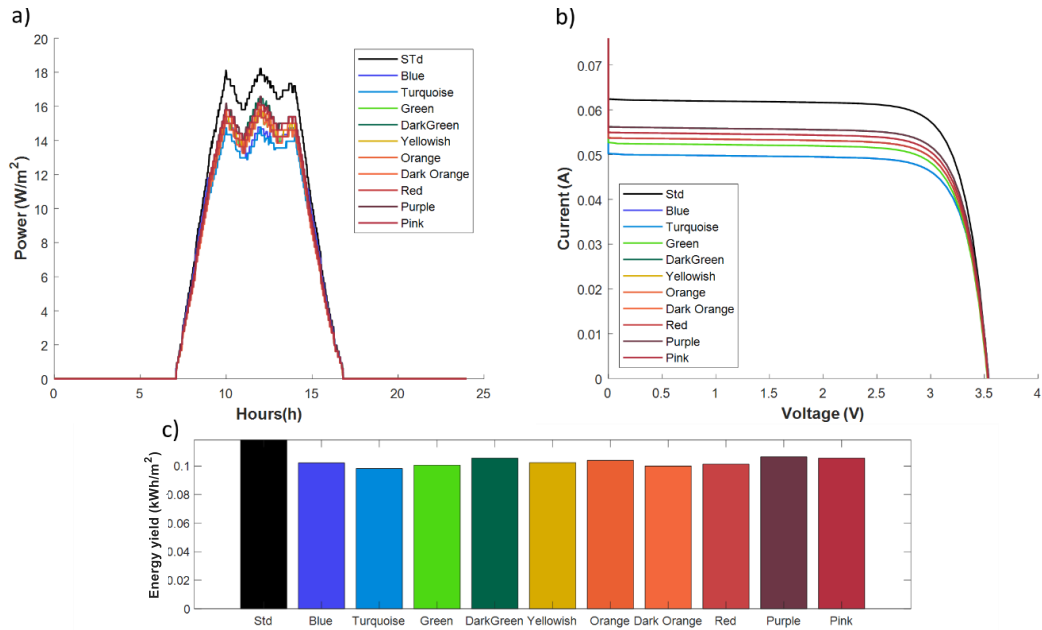 a)
20
18
16
14
12
10
8
6
4
2
0
Power (W/m2)
0 5 10 15 20 25
Hours(h)
STd
Blue
Turquoise
Green
DarkGreen
Yellowish
Orange
Dark Orange
Red
Purple
Pink
b)
0.07
0.06
0.05
0.04
0.03
0.02
0.01
0
Current (A)
0 0.5 1 1.5 2 2.5 3 3.5 4
Voltage (V)
Std
Blue
Turquoise
Green
DarkGreen
Yellowish
Orange
Dark Orange
Red
Purple
Pink
c)
0.1
0.08
0.06
0.04
0.02
0
Energy yield (kWh/m2)
Std Blue Turquoise Green DarkGreen Yellowish Orange Dark Orange Red Purple Pink